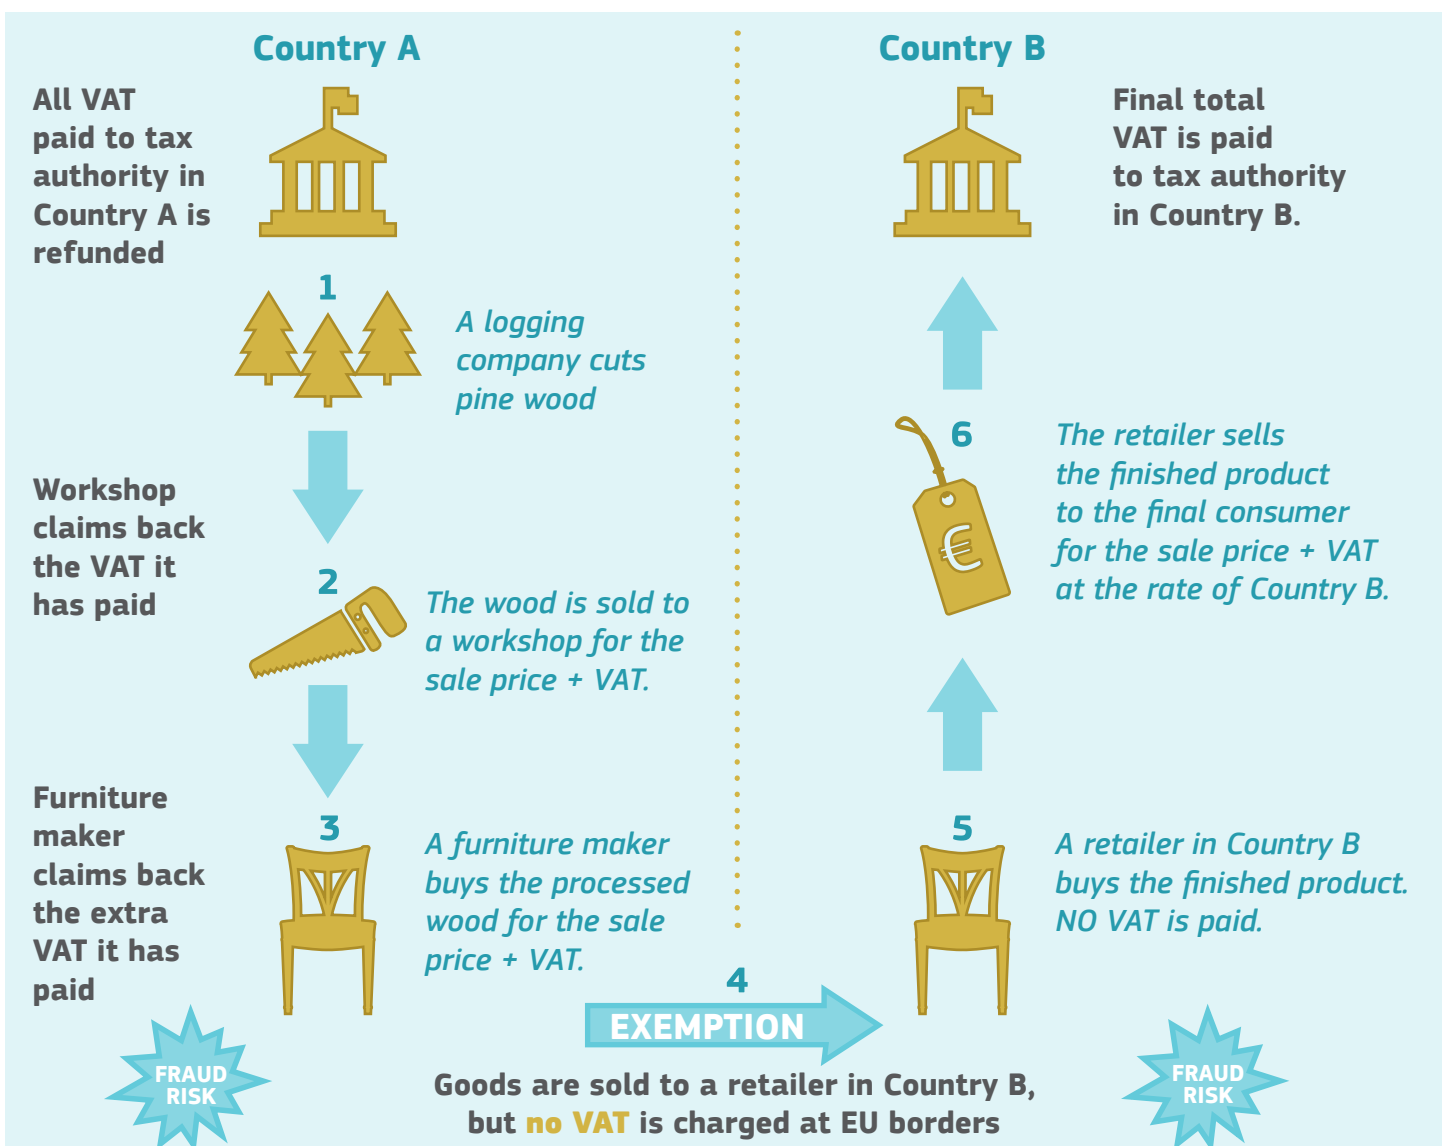 Country A
All VAT
paid to tax
authority in
Country A is
refunded
1
A logging
company cuts
pine wood
Workshop
claims back
the VAT it
has paid
2
The wood is sold to
a workshop for the
sale price + VAT.
Furniture
maker
claims back
the extra
VAT it has
paid
3
A furniture maker
buys the processed
wood for the sale
price + VAT.
FRAUD
RISK
4
EXEMPTION
Goods are sold to a retailer in Country B,
but no VAT is charged at EU borders
Country B
Final total
VAT is paid
to tax authority
in Country B.
6
€
The retailer sells
the finished product
to the final consumer
for the sale price + VAT
at the rate of Country B.
5
A retailer in Country B
buys the finished product.
NO VAT is paid.
FRAUD
RISK